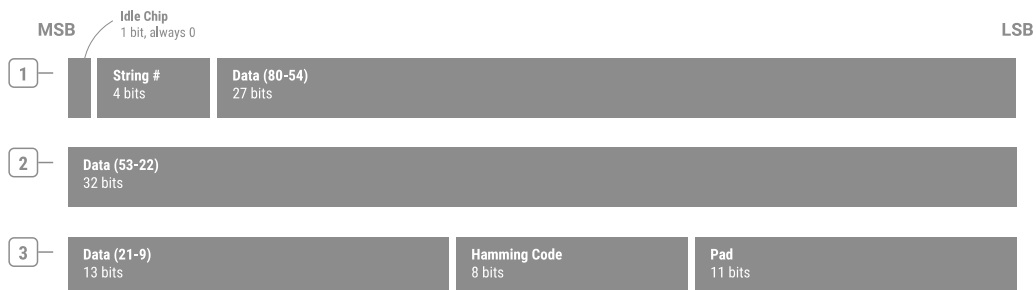 Idle Chip
MSB
1 bit, always 0
LSB
1
String #
4 bits
Data (80-54)
27 bits
2
Data (53-22)
32 bits
3
Data (21-9)
13 bits
Hamming Code
8 bits
Pad
11 bits